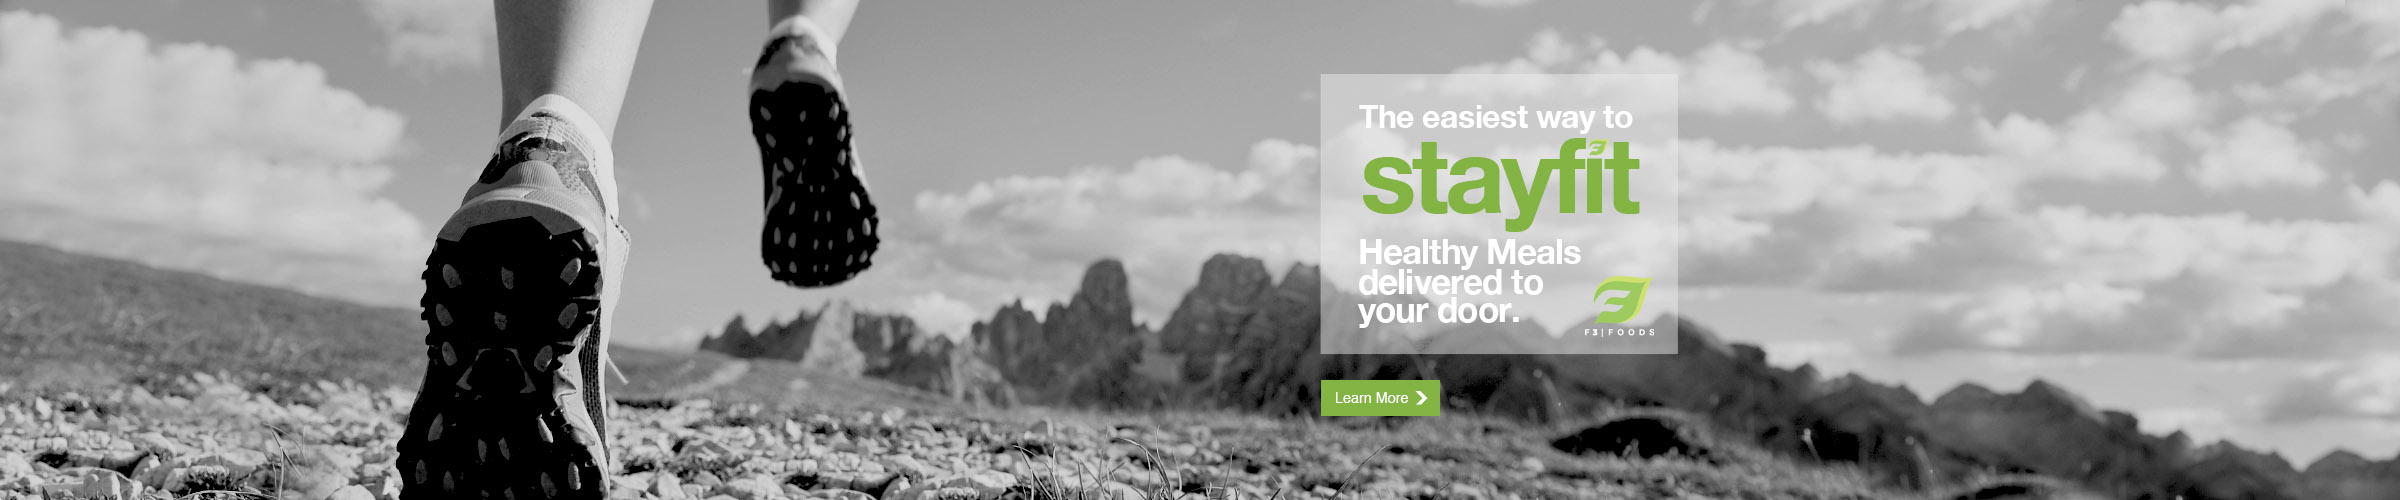 The easiest way to
stayfit
Healthy Meals
delivered to
your door.
F3|FOODS
Learn More